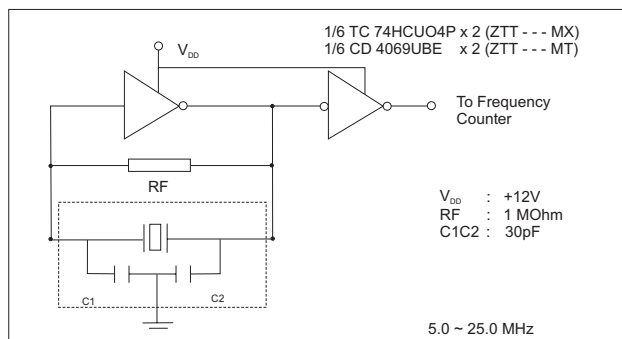 1/6 TC 74HCUO4P x 2 (ZTT - - - MX)
1/6 CD 4069UBE x 2 (ZTT - - - MT)
VDD
To Frequency
Counter
RF
VDD : +12V
RF : 1 MOhm
C1C2 : 30pF
C1
C2
5.0 ~ 25.0 MHz